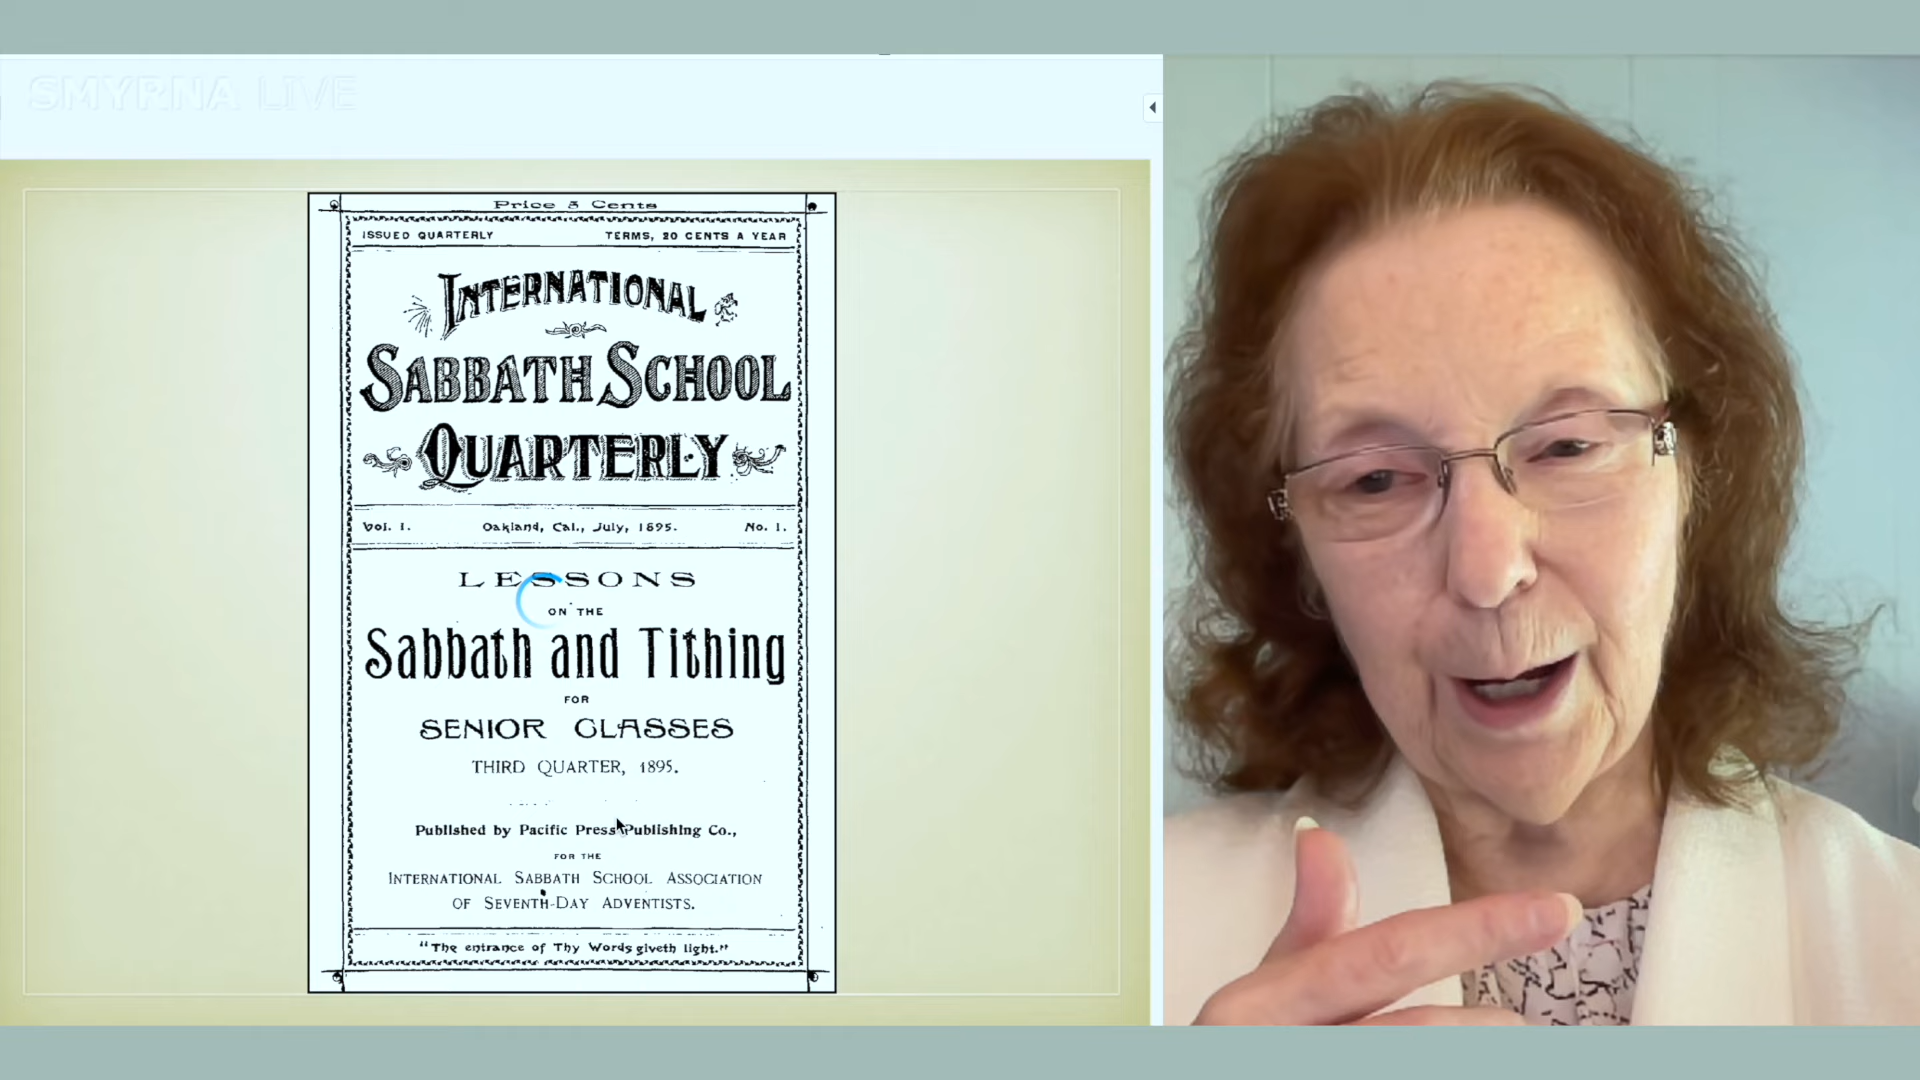 SMYRNA LIVE
Price 5 Cents
ISSUED QUARTERLY TERMS, 20 CENTS A YEAR
INTERNATIONAL
SABBATH SCHOOL
QUARTERLY
Vol. 1. Oakland, Cal., July, 1895. No. 1.
LESSONS
ON THE
Sabbath and Tithing
FOR
SENIOR CLASSES
THIRD QUARTER, 1895.
Published by Pacific Press Publishing Co.,
FOR THE
INTERNATIONAL SABBATH SCHOOL ASSOCIATION
OF SEVENTH-DAY ADVENTISTS.
"The entrance of Thy Words giveth light."